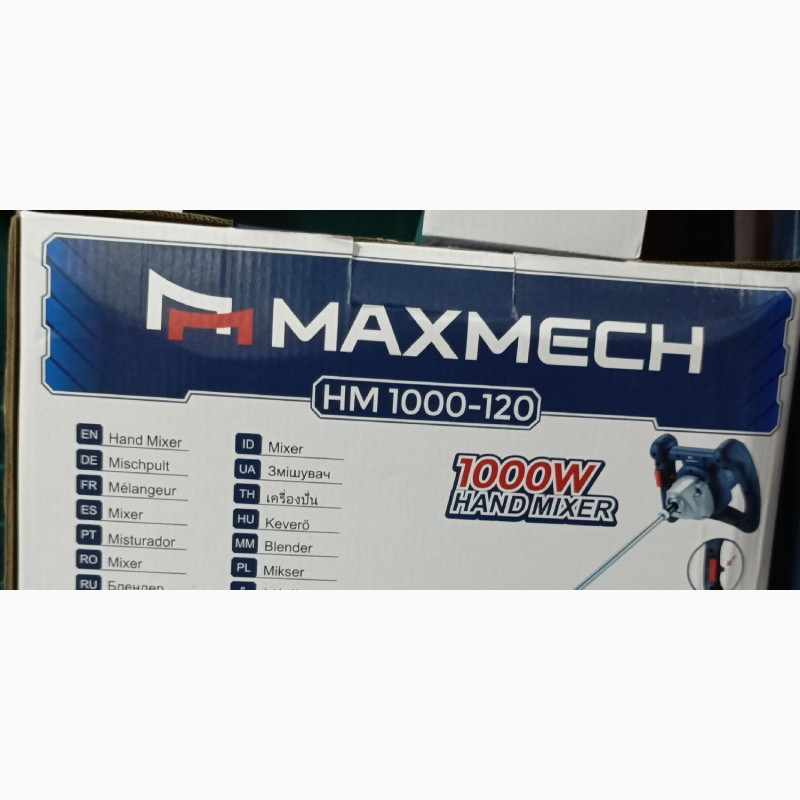 MAXMECH
HM 1000-120
EN Hand Mixer
DE Mischpult
FR Mélangeur
ES Mixer
PT Misturador
RO Mixer
RU Блендер
ID Mixer
UA Змішувач
TH เครื่องปั่น
HU Keverő
MM Blender
PL Mikser
1000W
HAND MIXER